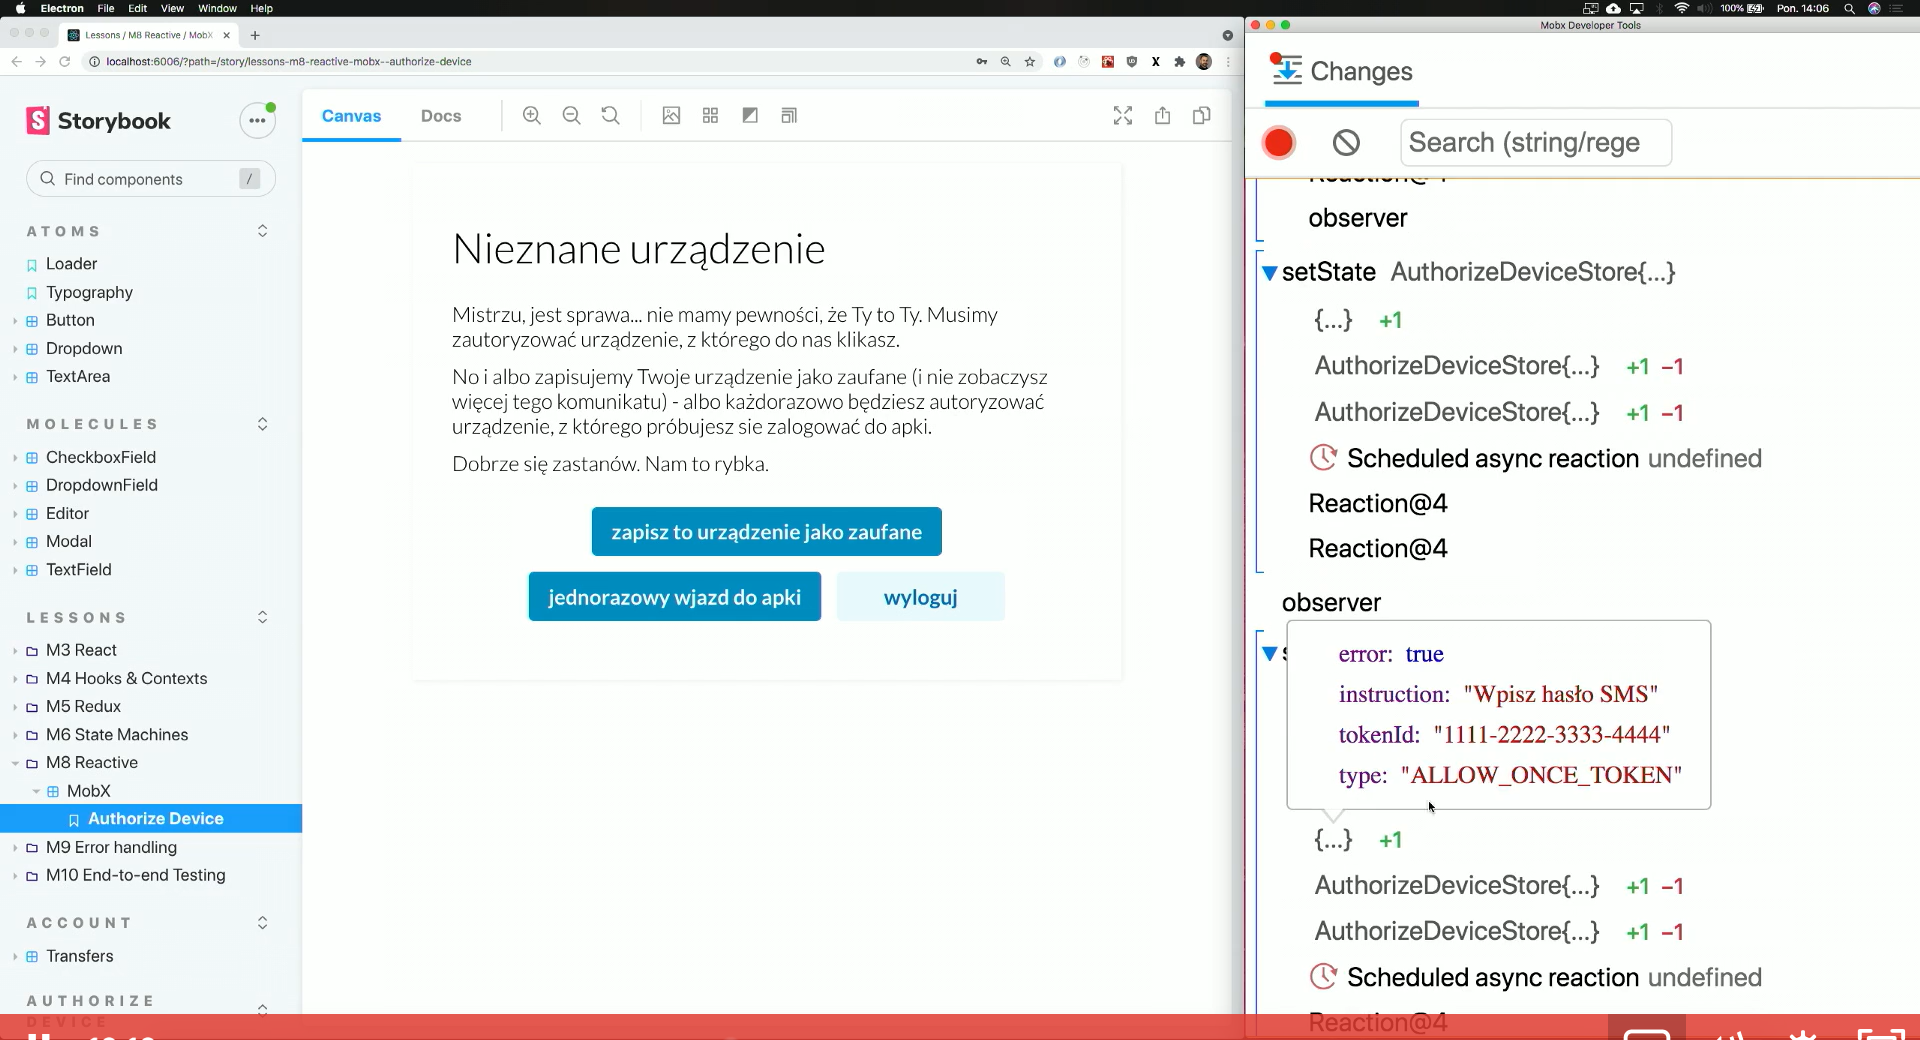 Electron File Edit View Window Help
100% Pon. 14:06
Lessons / M8 Reactive / MobX
localhost:6006/?path=/story/lessons-m8-reactive-mobx--authorize-device
Storybook
Find components /
ATOMS
Loader
Typography
Button
Dropdown
TextArea
MOLECULES
CheckboxField
DropdownField
Editor
Modal
TextField
LESSONS
M3 React
M4 Hooks & Contexts
M5 Redux
M6 State Machines
M8 Reactive
MobX
Authorize Device
M9 Error handling
M10 End-to-end Testing
ACCOUNT
Transfers
AUTHORIZE
DEVICE
Canvas Docs
Nieznane urządzenie
Mistrzu, jest sprawa... nie mamy pewności, że Ty to Ty. Musimy
zautoryzować urządzenie, z którego do nas klikasz.
No i albo zapisujemy Twoje urządzenie jako zaufane (i nie zobaczysz
więcej tego komunikatu) - albo każdorazowo będziesz autoryzować
urządzenie, z którego próbujesz sie zalogować do apki.
Dobrze się zastanów. Nam to rybka.
zapisz to urządzenie jako zaufane
jednorazowy wjazd do apki
wyloguj
Mobx Developer Tools
Changes
Search (string/rege
Reaction@4
observer
setState AuthorizeDeviceStore{...}
{...} +1
AuthorizeDeviceStore{...} +1 −1
AuthorizeDeviceStore{...} +1 −1
Scheduled async reaction undefined
Reaction@4
Reaction@4
observer
error: true
instruction: "Wpisz hasło SMS"
tokenId: "1111-2222-3333-4444"
type: "ALLOW_ONCE_TOKEN"
{...} +1
AuthorizeDeviceStore{...} +1 −1
AuthorizeDeviceStore{...} +1 −1
Scheduled async reaction undefined
Reaction@4